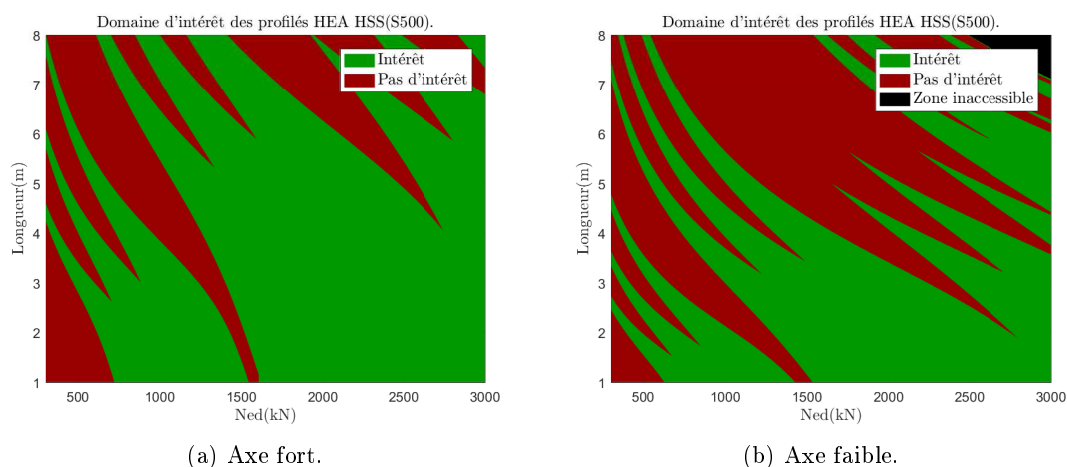 Domaine d'intérêt des profilés HEA HSS(S500).
8
7
6
5
4
3
2
1
Longueur(m)
Intérêt
Pas d'intérêt
500 1000 1500 2000 2500 3000
Ned(kN)
(a) Axe fort.
Domaine d'intérêt des profilés HEA HSS(S500).
8
7
6
5
4
3
2
1
Longueur(m)
Intérêt
Pas d'intérêt
Zone inaccessible
500 1000 1500 2000 2500 3000
Ned(kN)
(b) Axe faible.